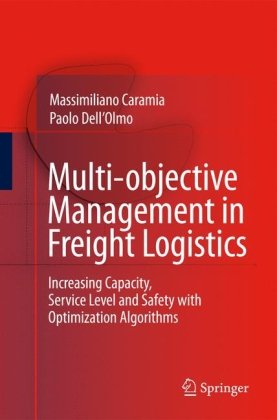 Massimiliano Caramia
Paolo Dell'Olmo
Multi-objective
Management in
Freight Logistics
Increasing Capacity,
Service Level and Safety with
Optimization Algorithms
Springer